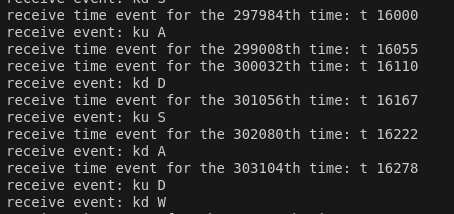 receive event: ku S
receive time event for the 297984th time: t 16000
receive event: ku A
receive time event for the 299008th time: t 16055
receive time event for the 300032th time: t 16110
receive event: kd D
receive time event for the 301056th time: t 16167
receive event: ku S
receive time event for the 302080th time: t 16222
receive event: kd A
receive time event for the 303104th time: t 16278
receive event: ku D
receive event: kd W